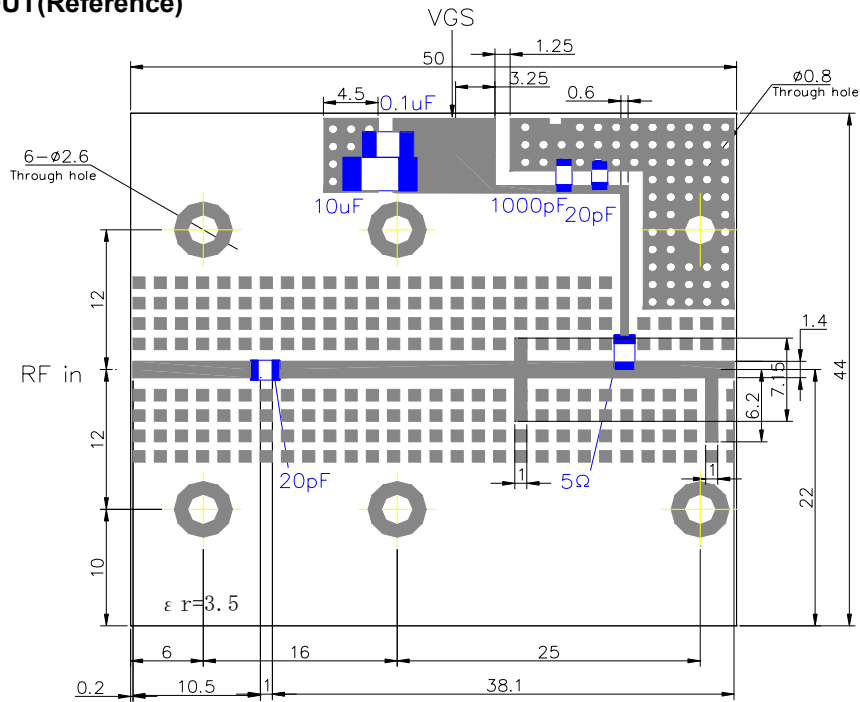 OUT(Reference)
VGS
50
1.25
3.25
4.5
0.1uF
0.6
ø0.8
Through hole
6-ø2.6
Through hole
10uF
1000pF
20pF
12
RF in
1.4
7.15
6.2
44
12
20pF
1
5Ω
1
22
10
ε r=3.5
6
16
25
0.2
10.5
1
38.1